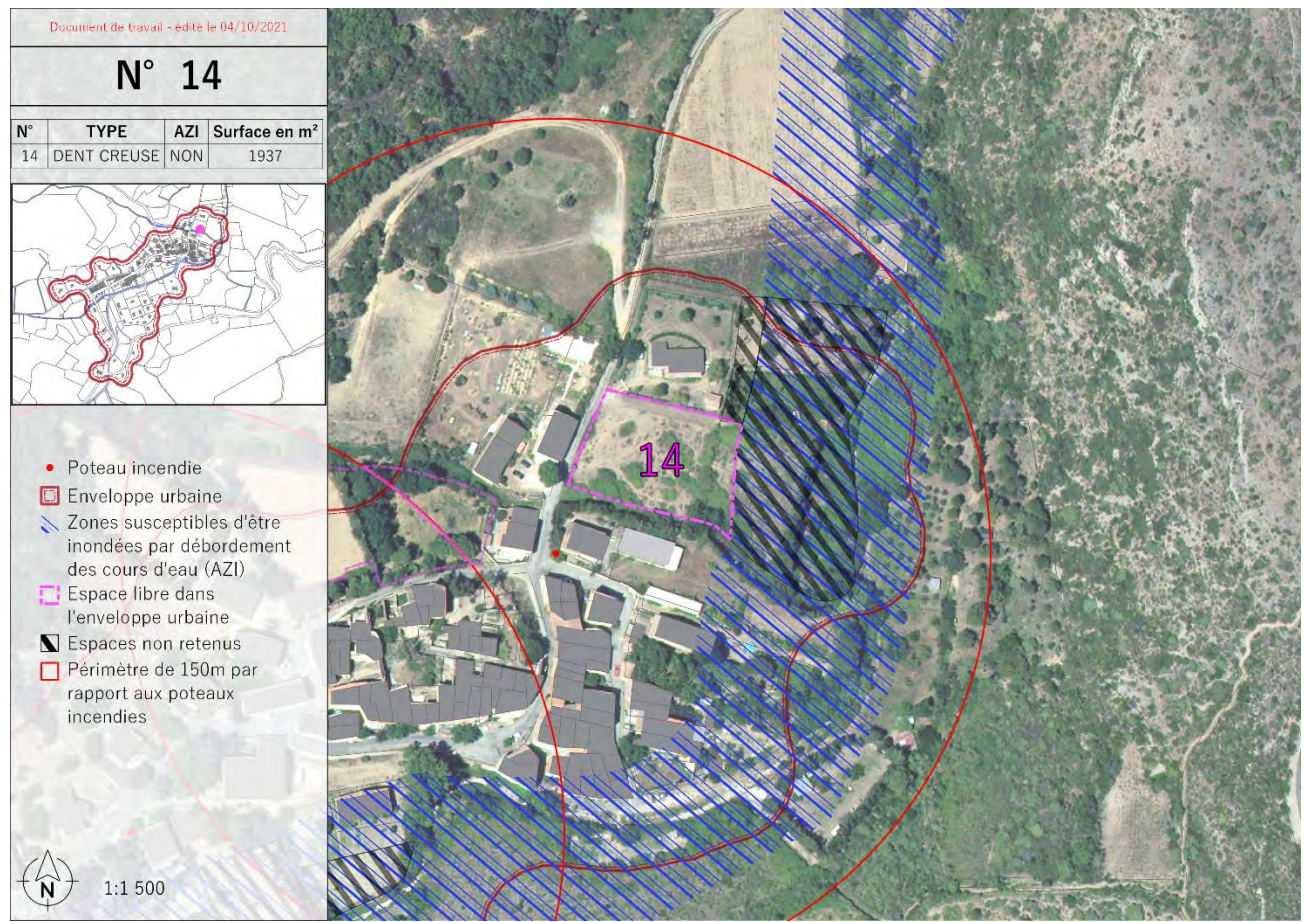 Document de travail - édité le 04/10/2021
N° 14
N° TYPE AZI Surface en m²
14 DENT CREUSE NON 1937
Poteau incendie
Enveloppe urbaine
Zones susceptibles d'être
inondées par débordement
des cours d'eau (AZI)
Espace libre dans
l'enveloppe urbaine
Espaces non retenus
Périmètre de 150m par
rapport aux poteaux
incendies
N
1:1 500
14